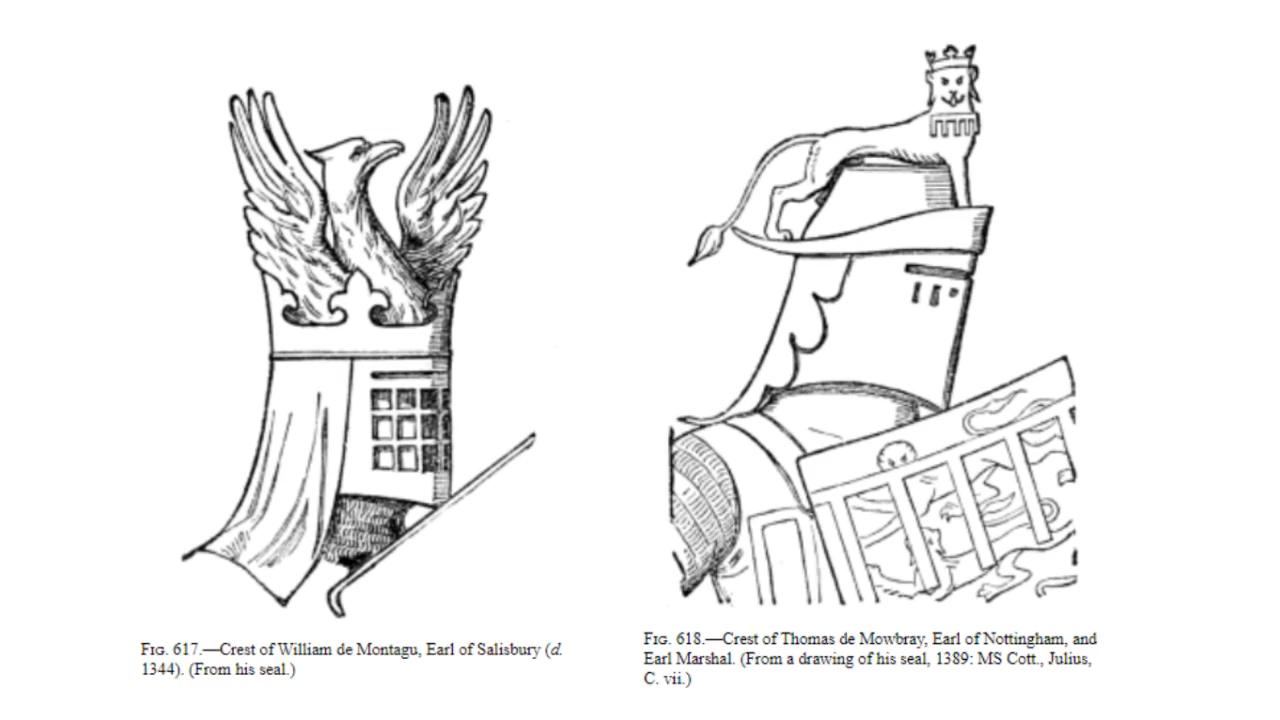 Fig. 617.—Crest of William de Montagu, Earl of Salisbury (d.
1344). (From his seal.)
Fig. 618.—Crest of Thomas de Mowbray, Earl of Nottingham, and
Earl Marshal. (From a drawing of his seal, 1389: MS Cott., Julius,
C. vii.)